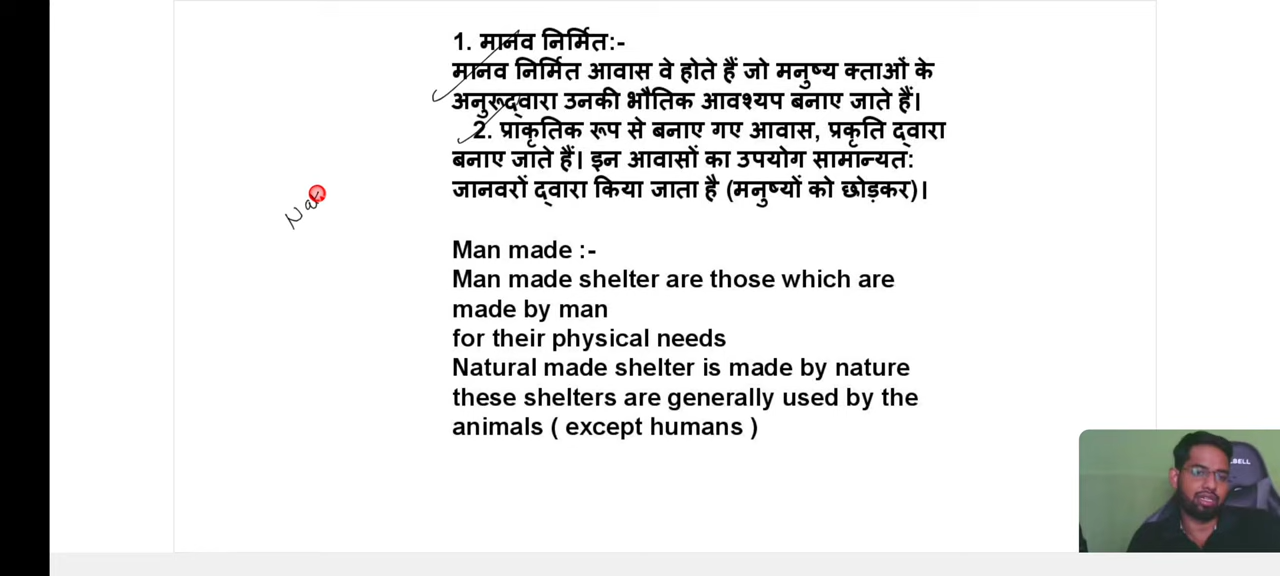 1. मानव निर्मित:-
मानव निर्मित आवास वे होते हैं जो मनुष्य क्ताओं के
अनुरूद्वारा उनकी भौतिक आवश्यप बनाए जाते हैं।
2. प्राकृतिक रूप से बनाए गए आवास, प्रकृति द्वारा
बनाए जाते हैं। इन आवासों का उपयोग सामान्यत:
जानवरों द्वारा किया जाता है (मनुष्यों को छोड़कर)।
Na
Man made :-
Man made shelter are those which are
made by man
for their physical needs
Natural made shelter is made by nature
these shelters are generally used by the
animals ( except humans )